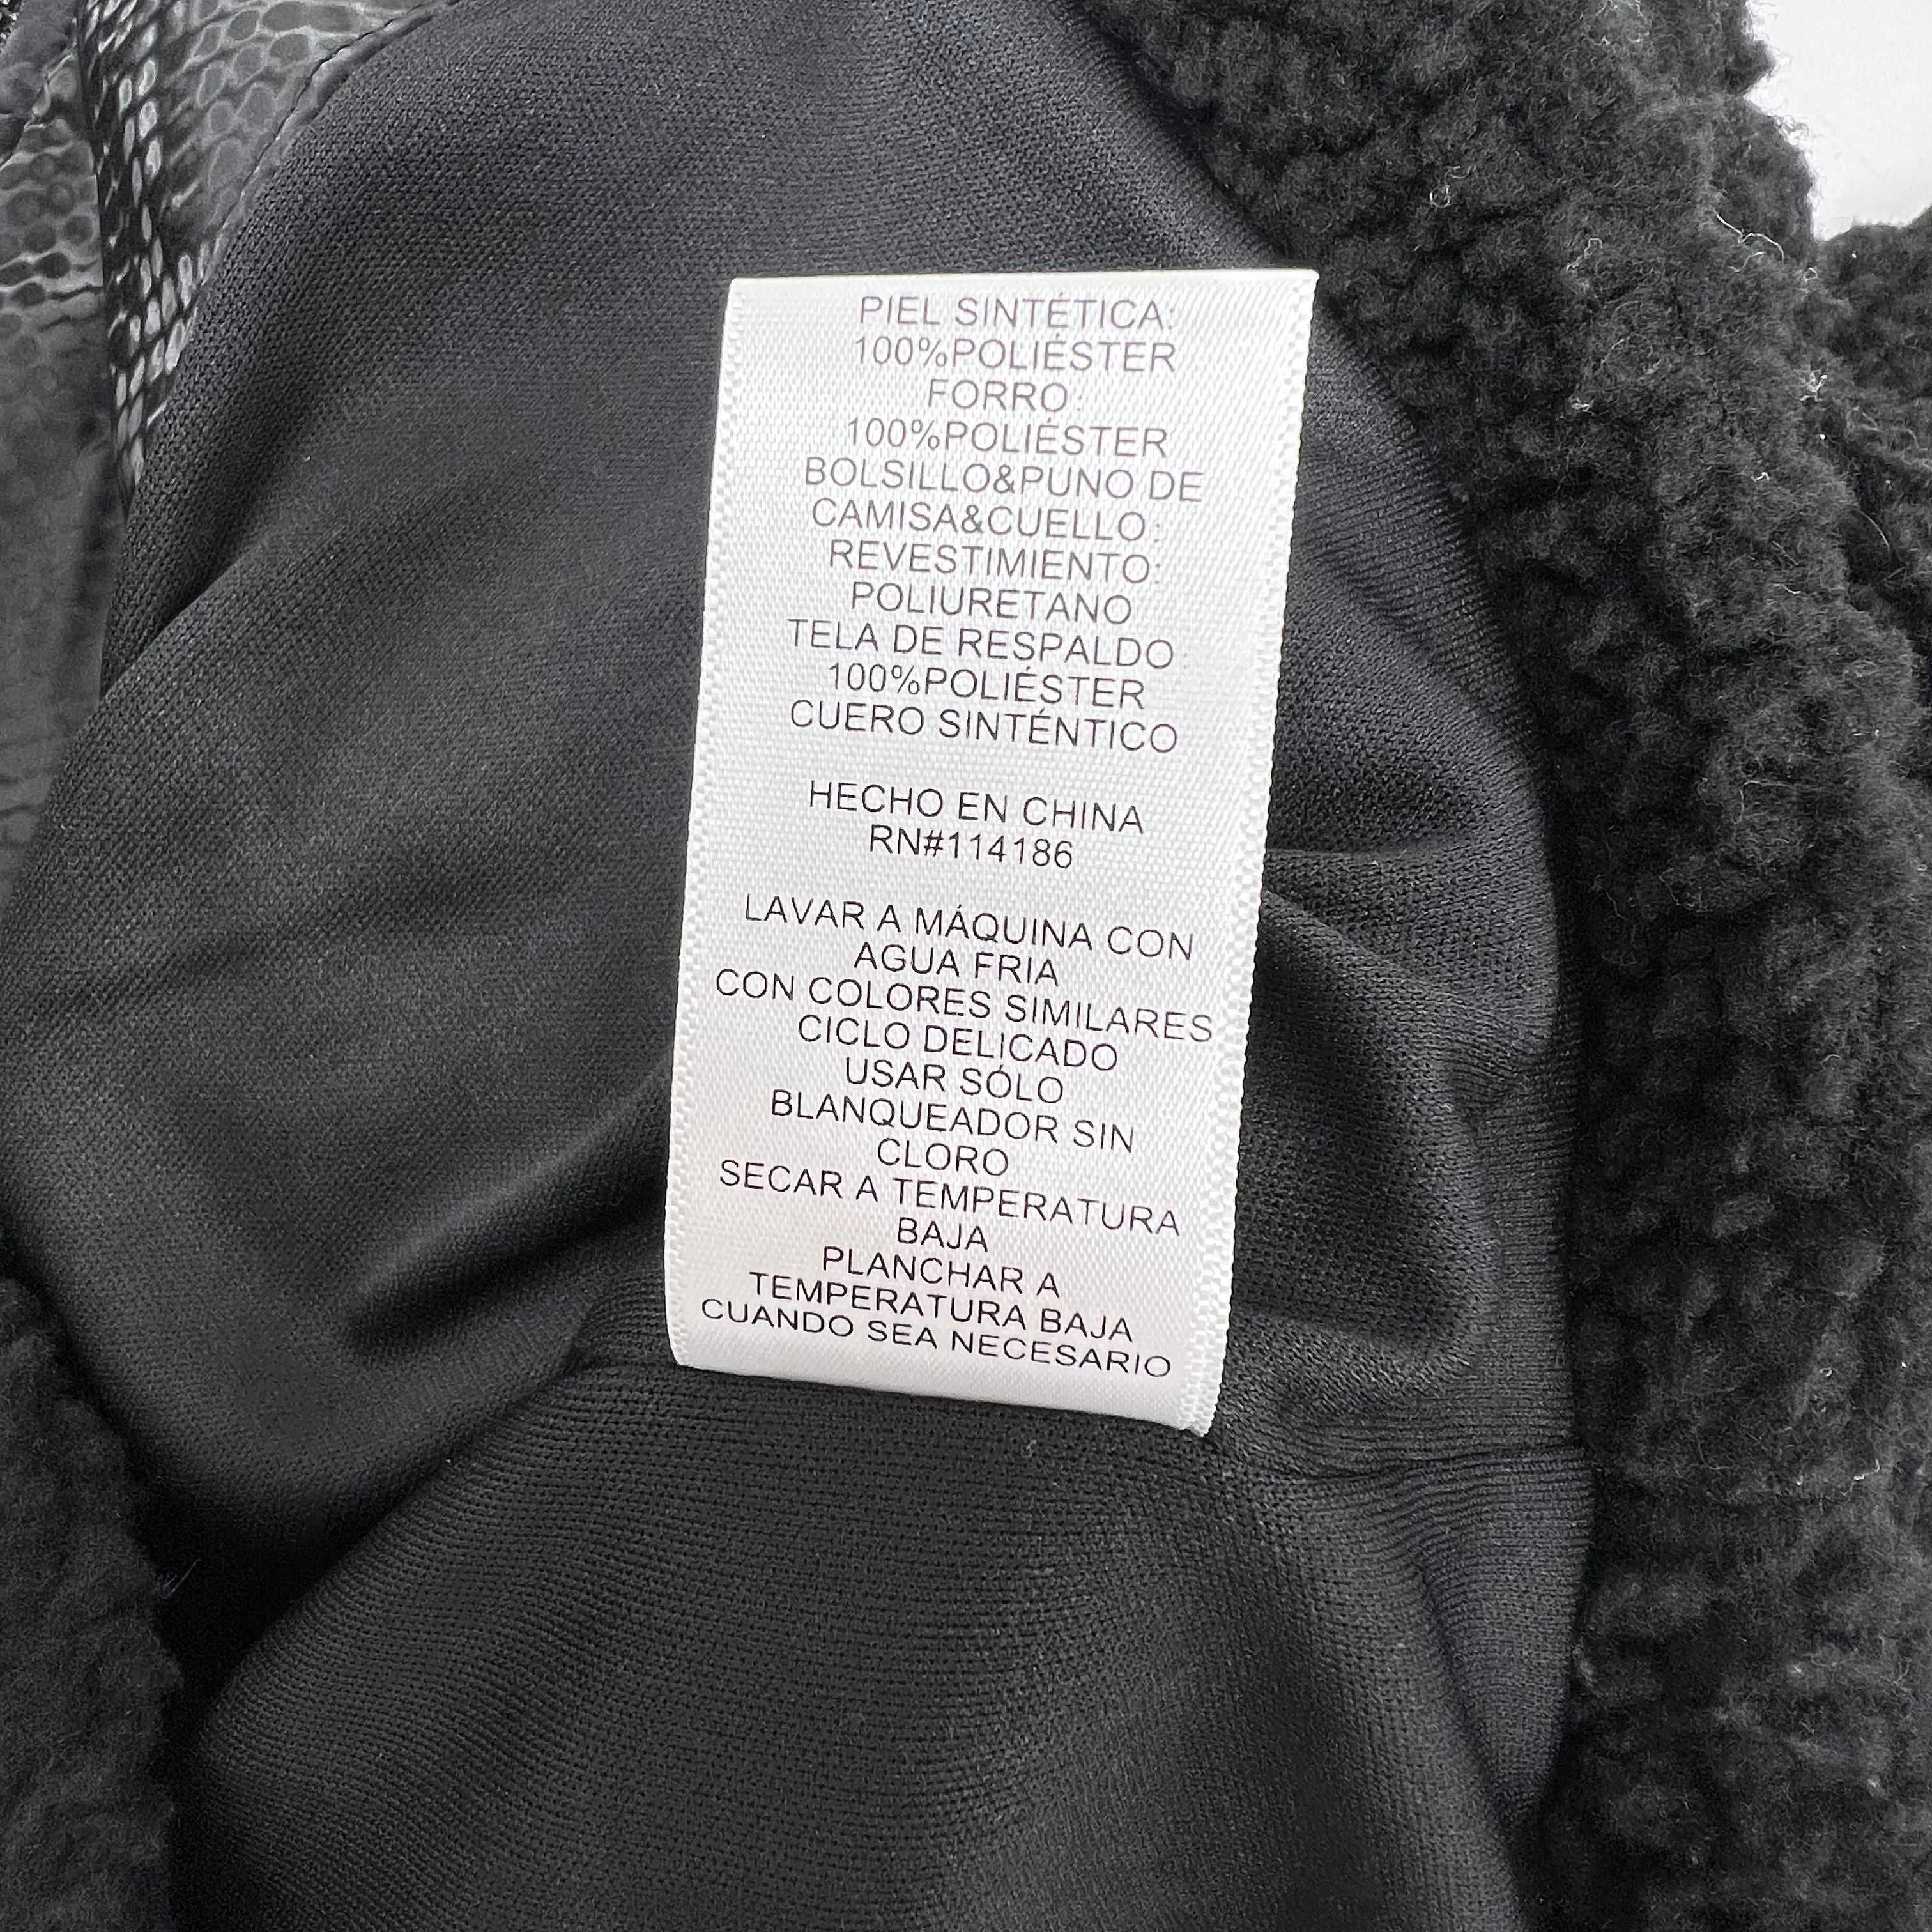 PIEL SINTÉTICA:
100%POLIÉSTER
FORRO:
100%POLIÉSTER
BOLSILLO&PUNO DE
CAMISA&CUELLO:
REVESTIMIENTO:
POLIURETANO
TELA DE RESPALDO:
100%POLIÉSTER
CUERO SINTÉNTICO
HECHO EN CHINA
RN#114186
LAVAR A MÁQUINA CON
AGUA FRIA
CON COLORES SIMILARES
CICLO DELICADO
USAR SÓLO
BLANQUEADOR SIN
CLORO
SECAR A TEMPERATURA
BAJA
PLANCHAR A
TEMPERATURA BAJA
CUANDO SEA NECESARIO